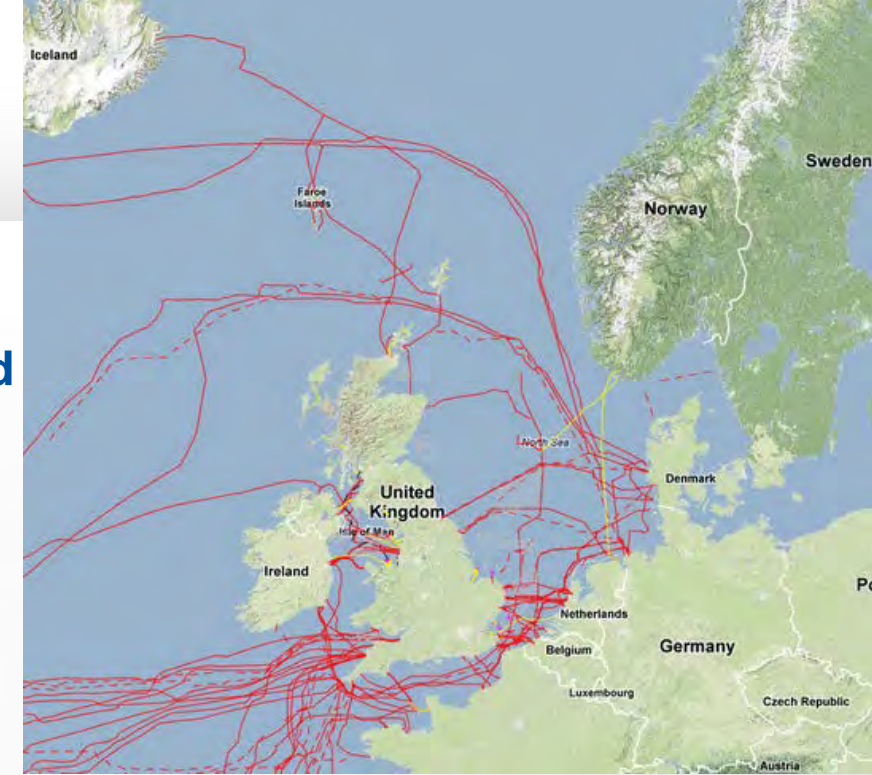 Iceland
Sweden
Faroe
Islands
Norway
d
North Sea
Denmark
United
Kingdom
Isle of Man
Ireland
Po
Netherlands
Germany
Belgium
Luxembourg
Czech Republic
Austria